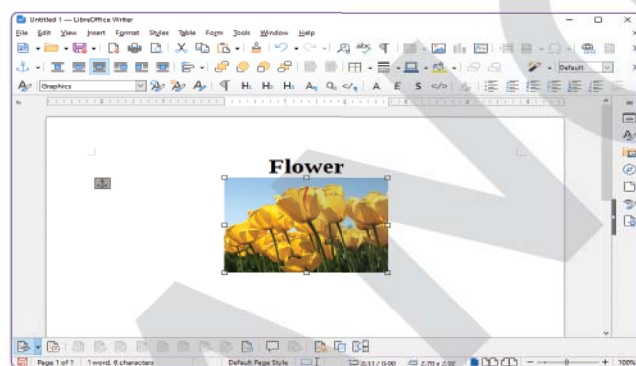 Untitled 1 — LibreOffice Writer
File Edit View Insert Format Styles Table Form Tools Window Help
Default
Graphics
Flower
Page 1 of 1 1 word, 6 characters Default Page Style 100%